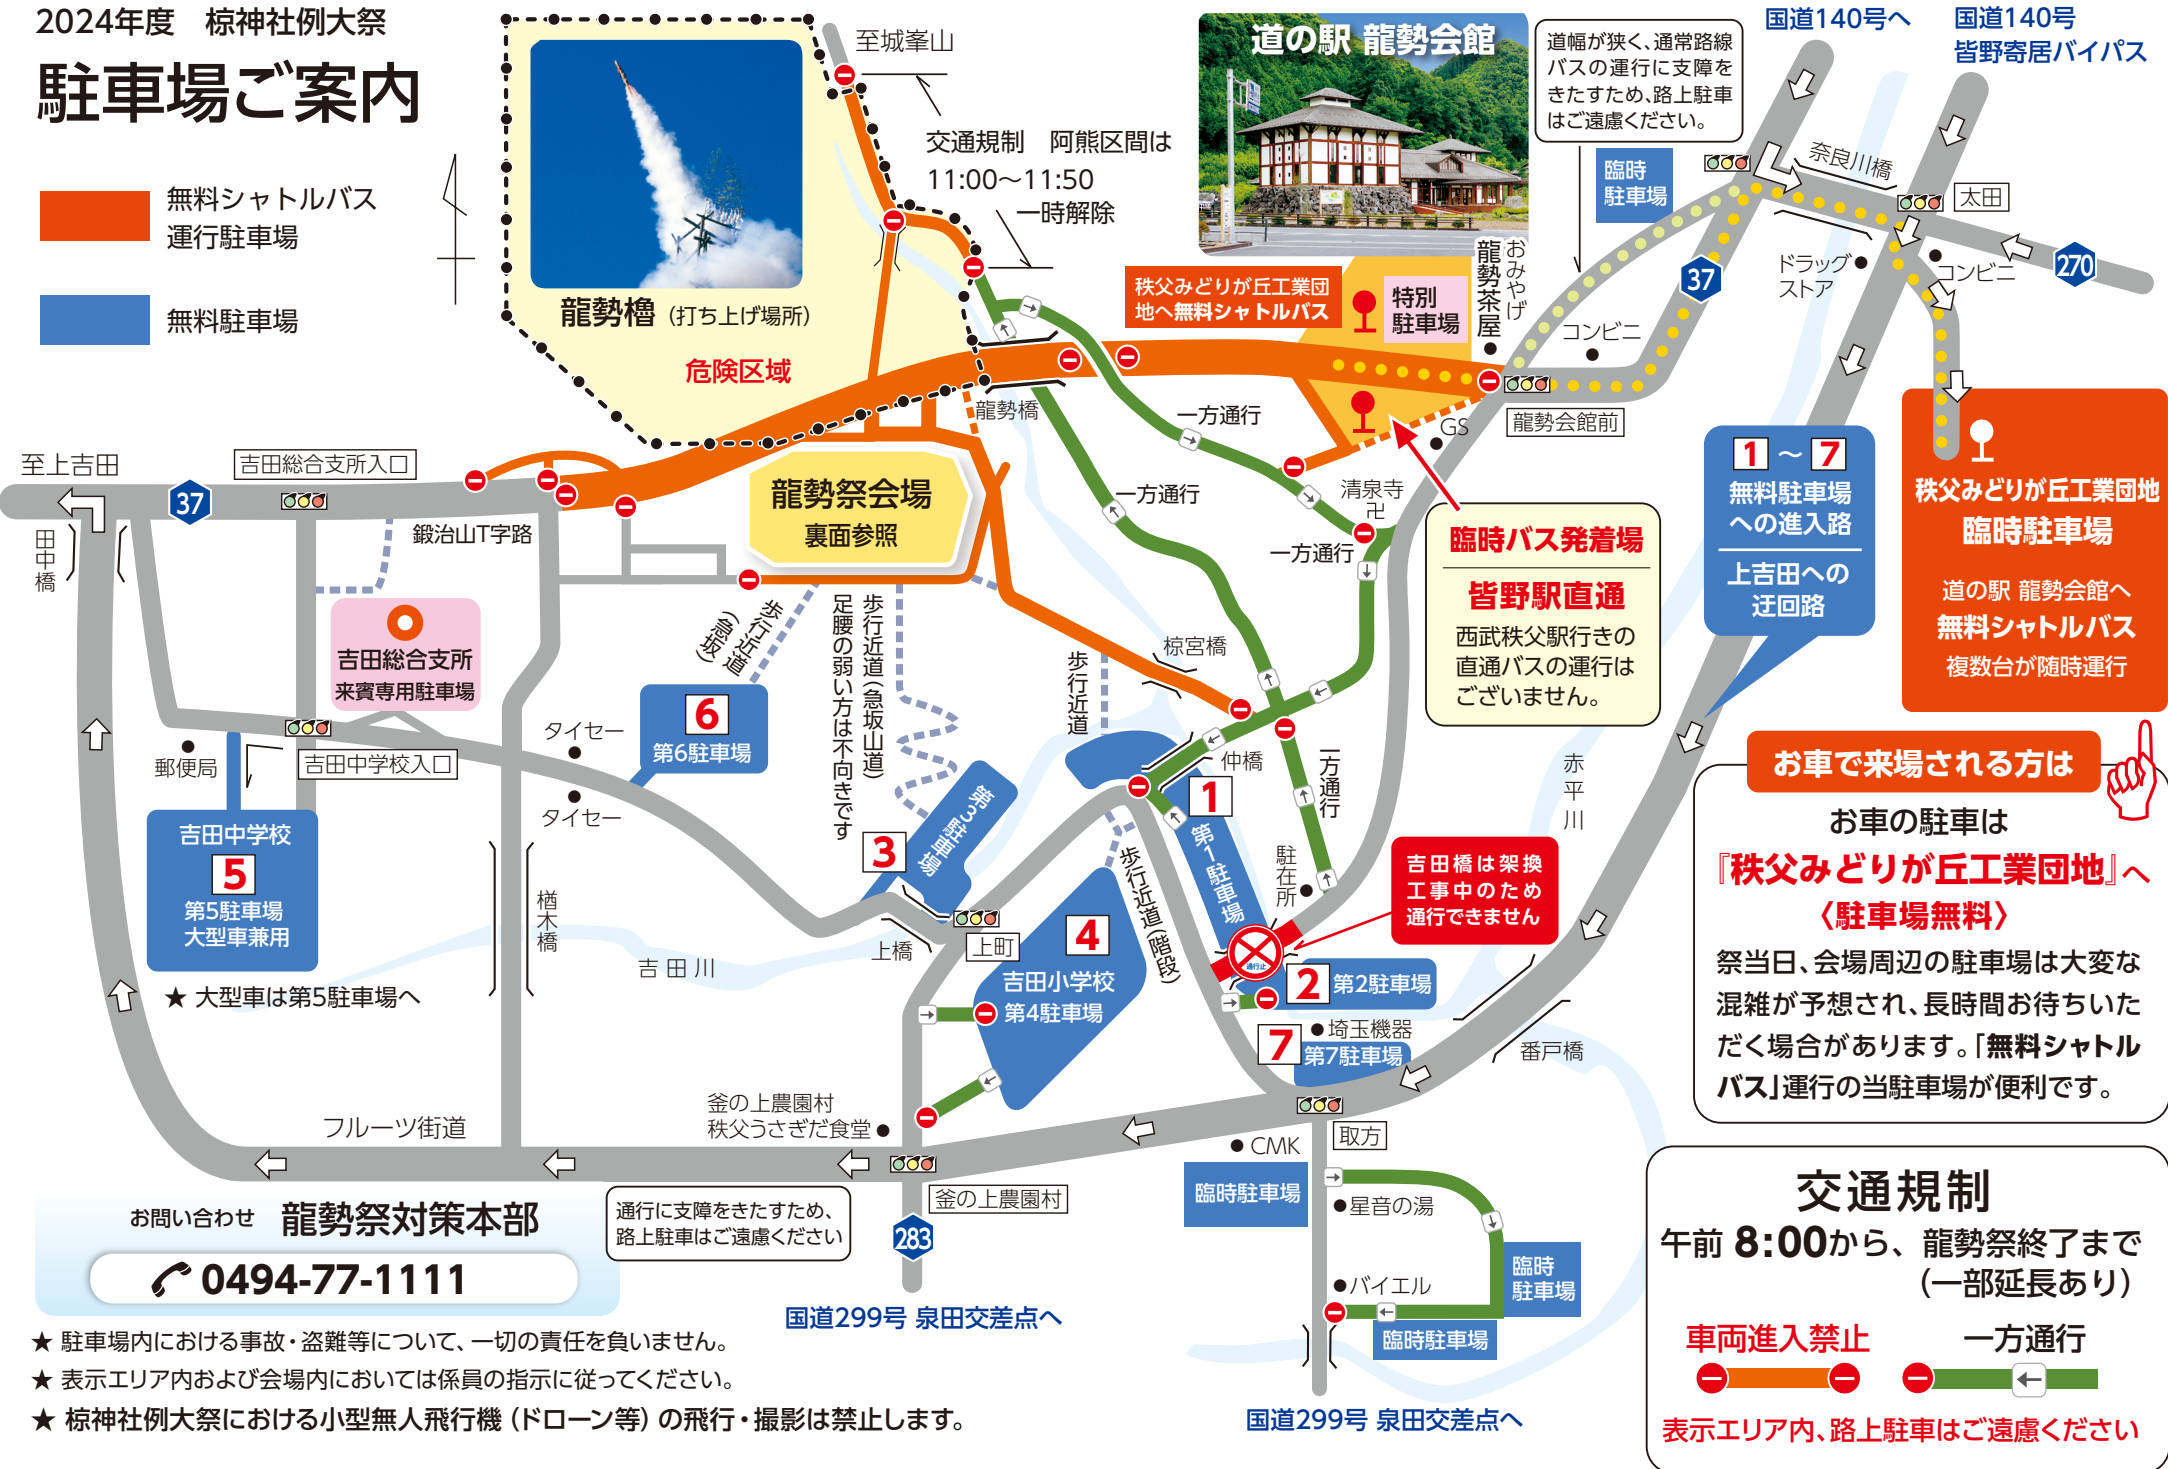 2024年度　椋神社例大祭
駐車場ご案内
無料シャトルバス
運行駐車場
無料駐車場
龍勢櫓（打ち上げ場所）
危険区域
至城峯山
交通規制　阿熊区間は
11:00～11:50
一時解除
道の駅 龍勢会館
道幅が狭く、通常路線
バスの運行に支障を
きたすため、路上駐車
はご遠慮ください。
国道140号へ
国道140号
皆野寄居バイパス
臨時
駐車場
奈良川橋
太田
270
ドラッグ
ストア
コンビニ
37
コンビニ
秩父みどりが丘工業団
地へ無料シャトルバス
特別
駐車場
おみやげ
龍勢茶屋
龍勢会館前
GS
一方通行
龍勢橋
一方通行
清泉寺
卍
一方通行
臨時バス発着場
皆野駅直通
西武秩父駅行きの
直通バスの運行は
ございません。
1～7
無料駐車場
への進入路
上吉田への
迂回路
秩父みどりが丘工業団地
臨時駐車場
道の駅 龍勢会館へ
無料シャトルバス
複数台が随時運行
至上吉田
37
吉田総合支所入口
田中橋
鍛治山T字路
龍勢祭会場
裏面参照
吉田総合支所
来賓専用駐車場
歩行近道
（急坂）
歩行近道（急坂山道）
足腰の弱い方は不向きです
歩行近道
椋宮橋
6
第6駐車場
タイセー
タイセー
郵便局
吉田中学校入口
吉田中学校
5
第5駐車場
大型車兼用
★ 大型車は第5駐車場へ
楢木橋
吉田川
3
第3駐車場
上橋
上町
仲橋
1
第1駐車場
一方通行
駐在所
赤平川
吉田橋は架換
工事中のため
通行できません
通行止
歩行近道（階段）
4
吉田小学校
第4駐車場
2
第2駐車場
埼玉機器
7
第7駐車場
番戸橋
お車で来場される方は
お車の駐車は
『秩父みどりが丘工業団地』へ
〈駐車場無料〉
祭当日、会場周辺の駐車場は大変な
混雑が予想され、長時間お待ちいた
だく場合があります。「無料シャトル
バス」運行の当駐車場が便利です。
フルーツ街道
釜の上農園村
秩父うさぎだ食堂
釜の上農園村
283
国道299号 泉田交差点へ
通行に支障をきたすため、
路上駐車はご遠慮ください
CMK
取方
臨時駐車場
星音の湯
バイエル
臨時
駐車場
臨時駐車場
国道299号 泉田交差点へ
お問い合わせ　龍勢祭対策本部
0494-77-1111
★ 駐車場内における事故・盗難等について、一切の責任を負いません。
★ 表示エリア内および会場内においては係員の指示に従ってください。
★ 椋神社例大祭における小型無人飛行機（ドローン等）の飛行・撮影は禁止します。
交通規制
午前 8:00から、龍勢祭終了まで
（一部延長あり）
車両進入禁止
一方通行
表示エリア内、路上駐車はご遠慮ください